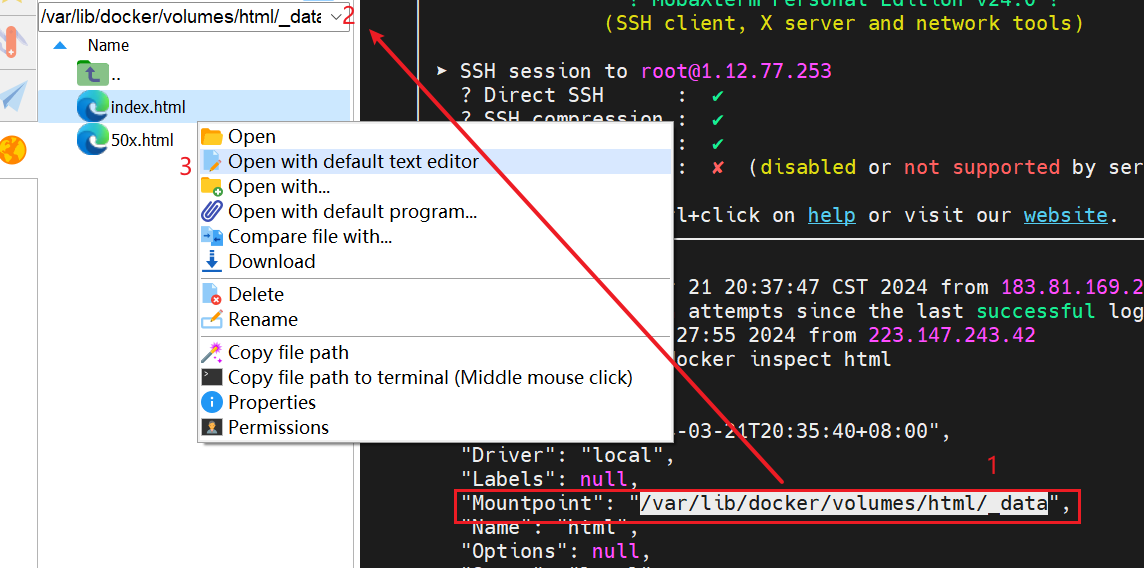 /var/lib/docker/volumes/html/_data
2
Name
..
index.html
50x.html
3
Open
Open with default text editor
Open with...
Open with default program...
Compare file with...
Download
Delete
Rename
Copy file path
Copy file path to terminal (Middle mouse click)
Properties
Permissions
? MobaXterm Personal Edition v24.0 ?
(SSH client, X server and network tools)
➤ SSH session to root@1.12.77.253
? Direct SSH : ✔
? SSH compression : ✔
: ✔
: ✘ (disabled or not supported by ser
l+click on help or visit our website.
21 20:37:47 CST 2024 from 183.81.169.2
attempts since the last successful log
27:55 2024 from 223.147.243.42
ocker inspect html
-03-21T20:35:40+08:00",
"Driver": "local",
"Labels": null,
1
"Mountpoint": "/var/lib/docker/volumes/html/_data",
"Name": "html",
"Options": null,